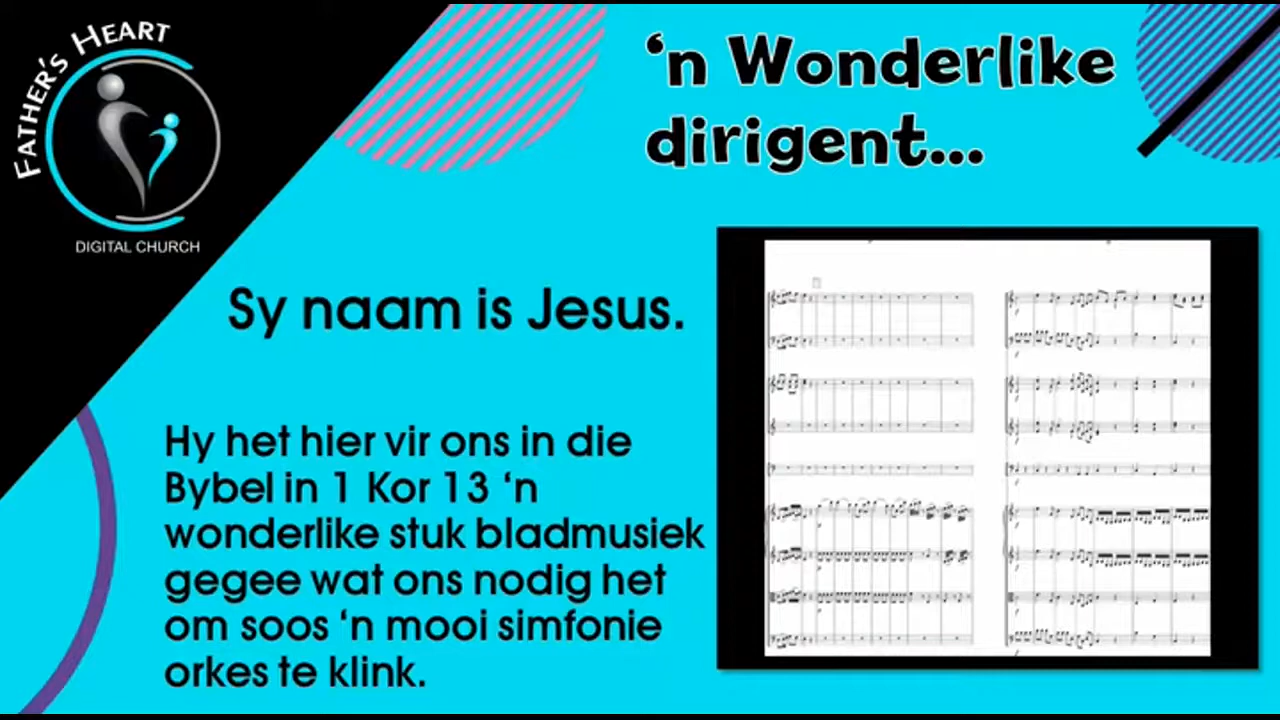 FATHER'S HEART
DIGITAL CHURCH
‘n Wonderlike
dirigent...
Sy naam is Jesus.
Hy het hier vir ons in die
Bybel in 1 Kor 13 ‘n
wonderlike stuk bladmusiek
gegee wat ons nodig het
om soos ‘n mooi simfonie
orkes te klink.